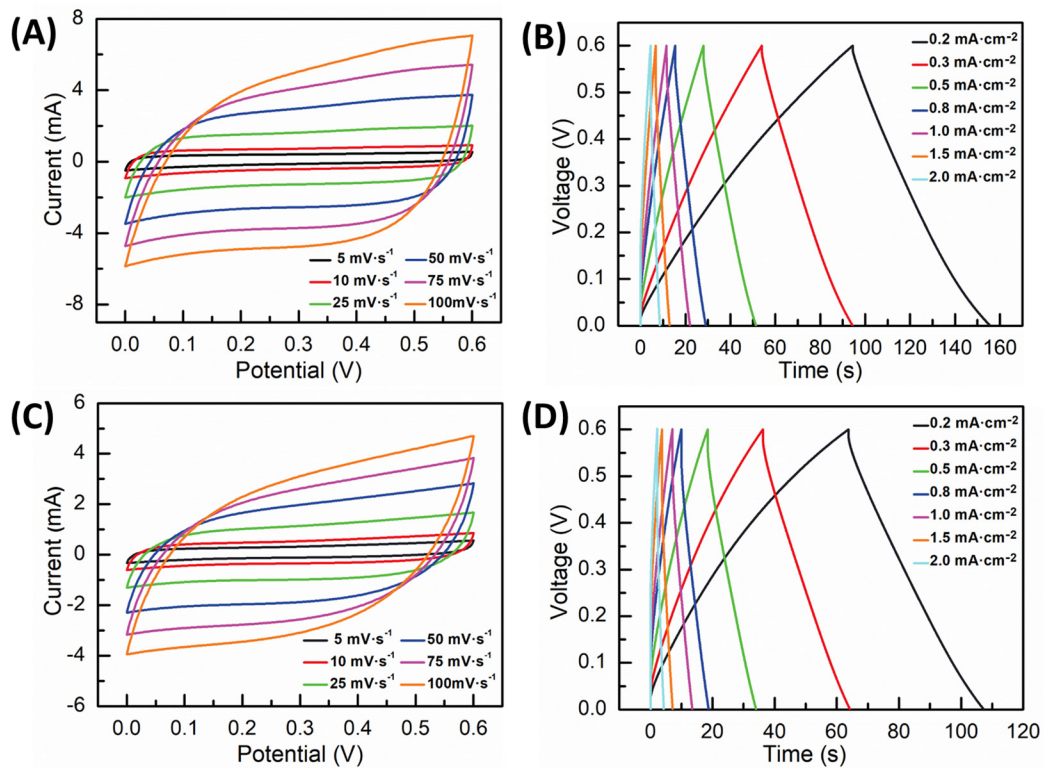 (A)
8
4
0
-4
-8
Current (mA)
5 mV·s⁻¹ 50 mV·s⁻¹
10 mV·s⁻¹ 75 mV·s⁻¹
25 mV·s⁻¹ 100mV·s⁻¹
0.0 0.1 0.2 0.3 0.4 0.5 0.6
Potential (V)
(B)
0.6
0.5
0.4
0.3
0.2
0.1
0.0
Voltage (V)
0.2 mA·cm⁻²
0.3 mA·cm⁻²
0.5 mA·cm⁻²
0.8 mA·cm⁻²
1.0 mA·cm⁻²
1.5 mA·cm⁻²
2.0 mA·cm⁻²
0 20 40 60 80 100 120 140 160
Time (s)
(C)
6
4
2
0
-2
-4
-6
Current (mA)
5 mV·s⁻¹ 50 mV·s⁻¹
10 mV·s⁻¹ 75 mV·s⁻¹
25 mV·s⁻¹ 100mV·s⁻¹
0.0 0.1 0.2 0.3 0.4 0.5 0.6
Potential (V)
(D)
0.6
0.5
0.4
0.3
0.2
0.1
0.0
Voltage (V)
0.2 mA·cm⁻²
0.3 mA·cm⁻²
0.5 mA·cm⁻²
0.8 mA·cm⁻²
1.0 mA·cm⁻²
1.5 mA·cm⁻²
2.0 mA·cm⁻²
0 20 40 60 80 100 120
Time (s)